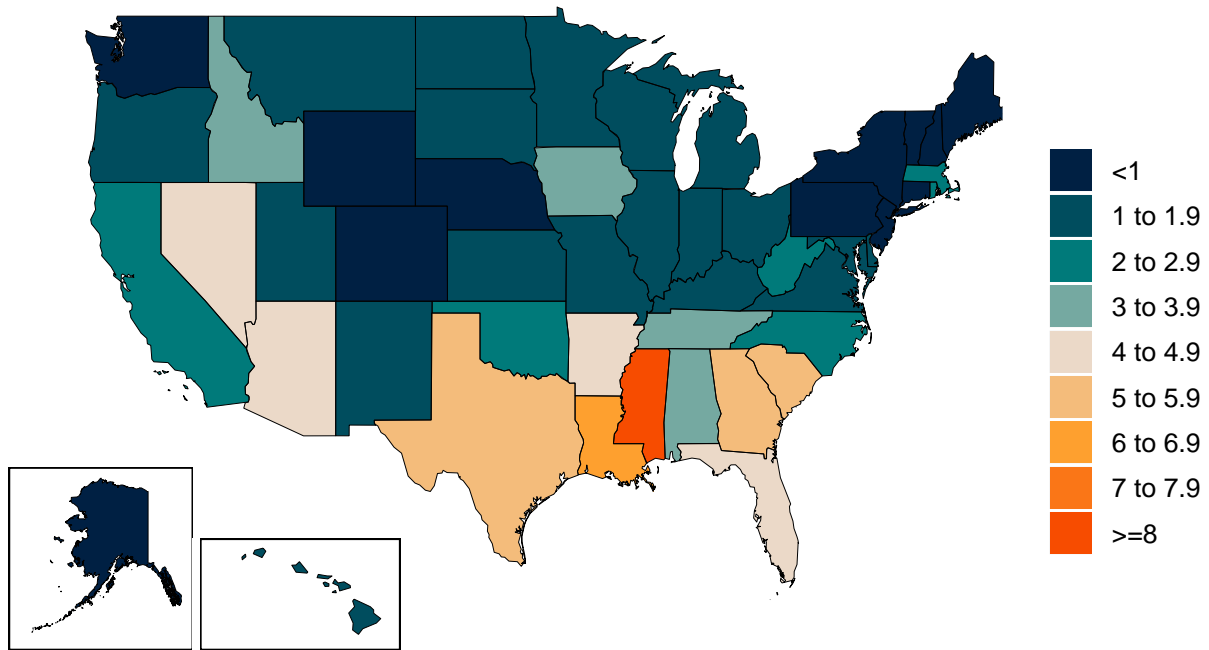 <1
1 to 1.9
2 to 2.9
3 to 3.9
4 to 4.9
5 to 5.9
6 to 6.9
7 to 7.9
>=8